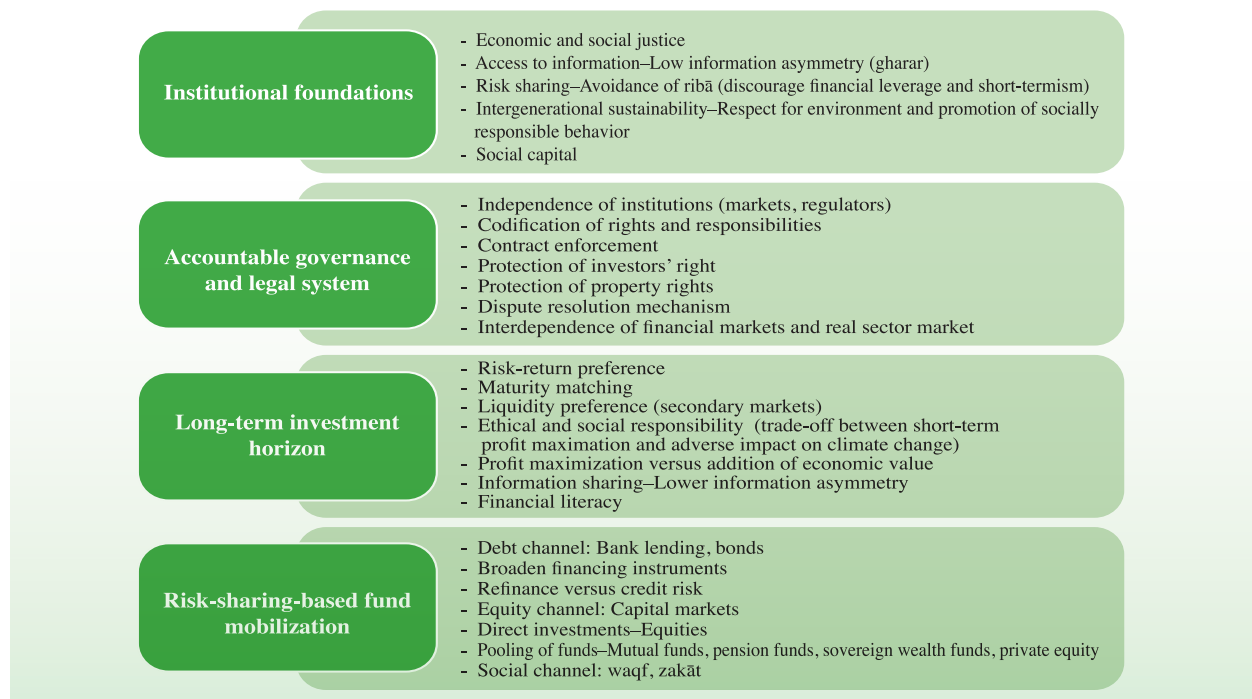 Institutional foundations
- Economic and social justice
- Access to information–Low information asymmetry (gharar)
- Risk sharing–Avoidance of ribā (discourage financial leverage and short-termism)
- Intergenerational sustainability–Respect for environment and promotion of socially
responsible behavior
- Social capital
Accountable governance
and legal system
- Independence of institutions (markets, regulators)
- Codification of rights and responsibilities
- Contract enforcement
- Protection of investors’ right
- Protection of property rights
- Dispute resolution mechanism
- Interdependence of financial markets and real sector market
Long-term investment
horizon
- Risk-return preference
- Maturity matching
- Liquidity preference (secondary markets)
- Ethical and social responsibility (trade-off between short-term
profit maximation and adverse impact on climate change)
- Profit maximization versus addition of economic value
- Information sharing–Lower information asymmetry
- Financial literacy
Risk-sharing-based fund
mobilization
- Debt channel: Bank lending, bonds
- Broaden financing instruments
- Refinance versus credit risk
- Equity channel: Capital markets
- Direct investments–Equities
- Pooling of funds–Mutual funds, pension funds, sovereign wealth funds, private equity
- Social channel: waqf, zakāt